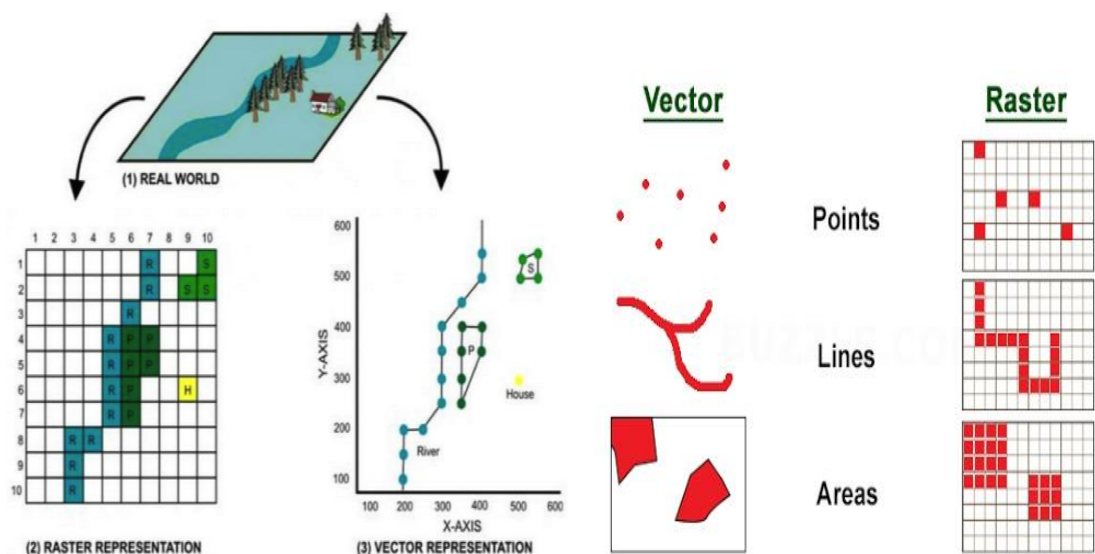 (1) REAL WORLD
1 2 3 4 5 6 7 8 9 10
1 R S
2 R S S
3 R
4 R P P
5 R P P
6 R P H
7 R P
8 R R
9 R
10 R
(2) RASTER REPRESENTATION
600
500
400
300
200
100
Y-AXIS
S
P
House
River
100 200 300 400 500 600
X-AXIS
(3) VECTOR REPRESENTATION
Vector
Raster
Points
Lines
Areas